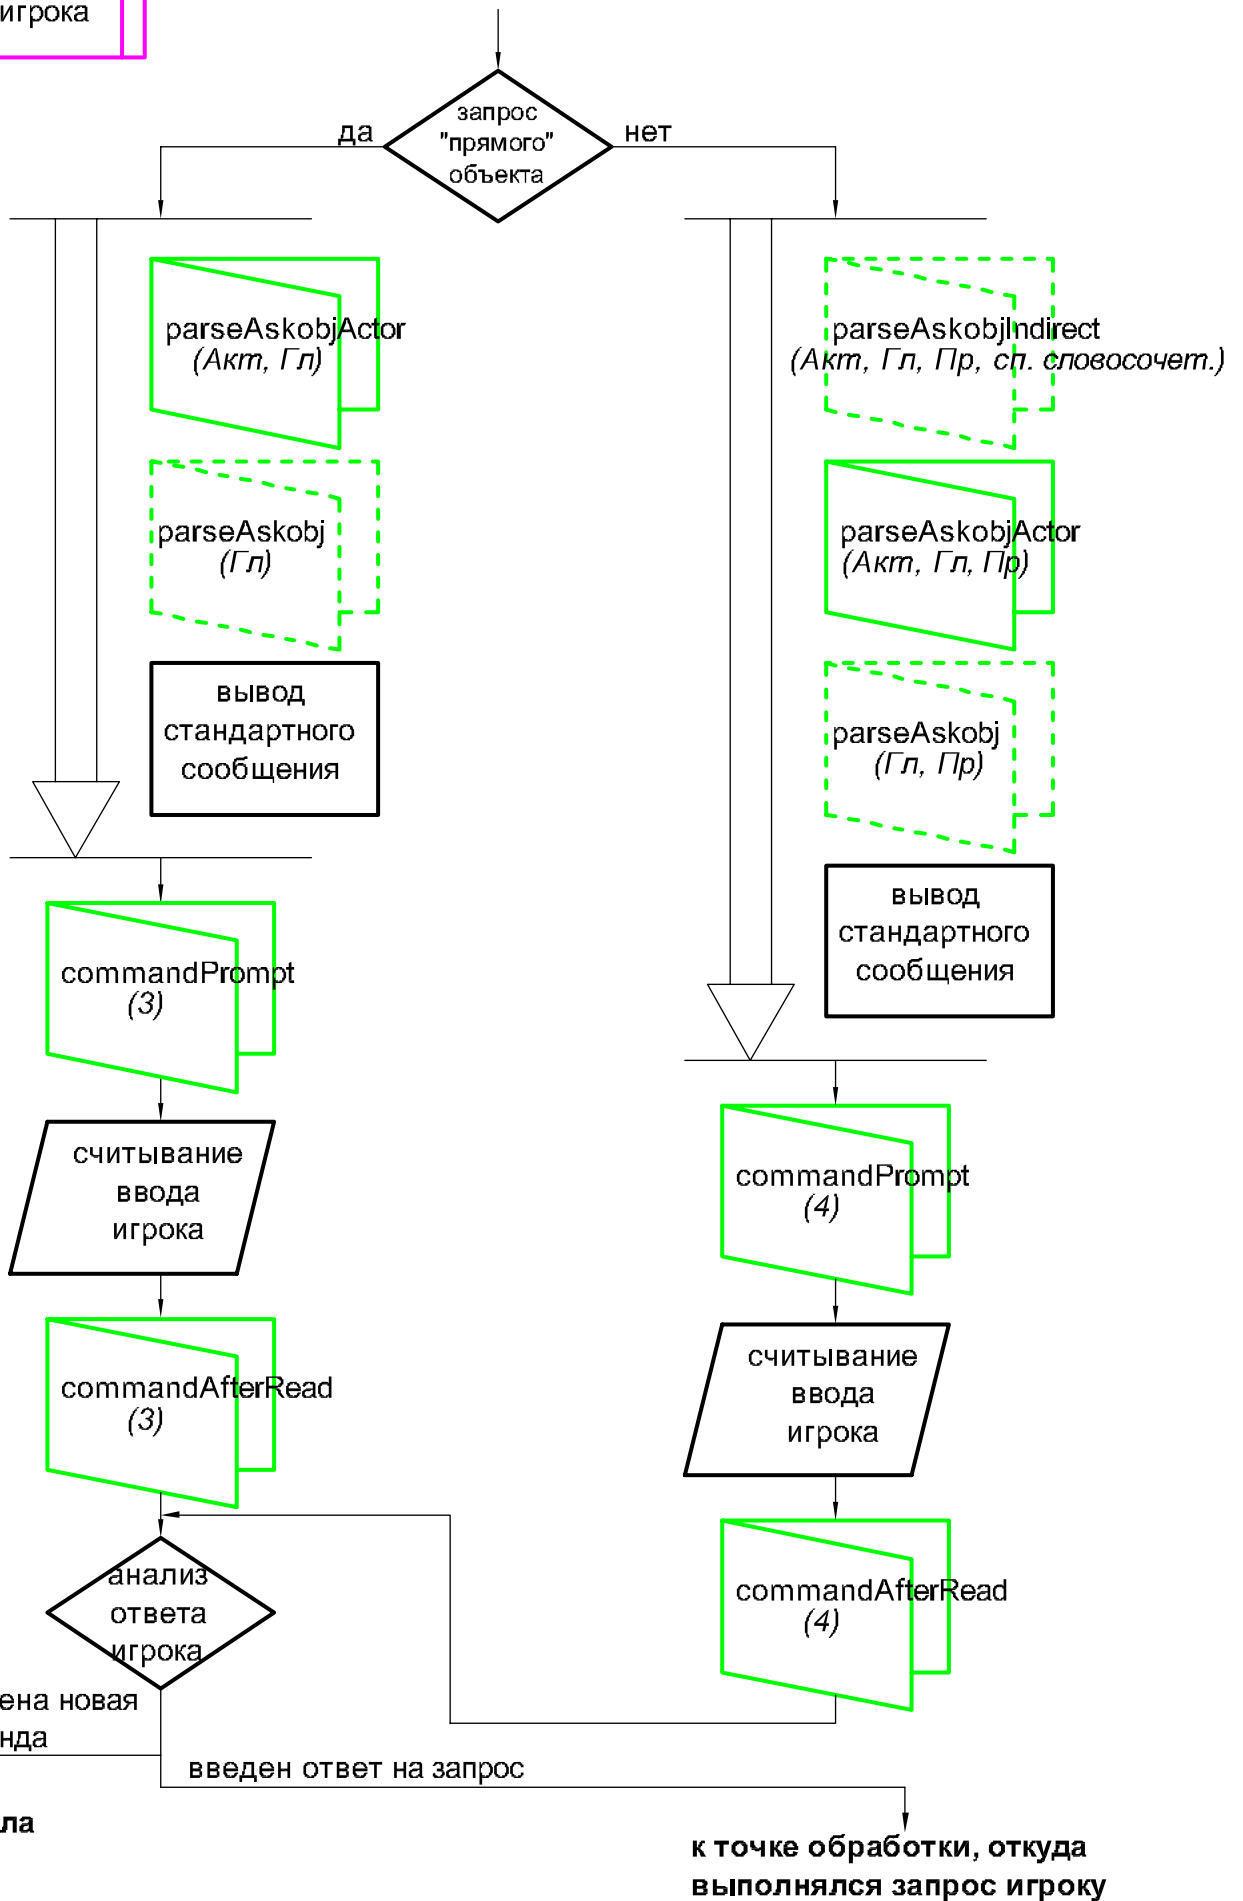 игрока
запрос
"прямого"
объекта
да
нет
parseAskobjActor
(Акт, Гл)
parseAskobj
(Гл)
вывод
стандартного
сообщения
commandPrompt
(3)
считывание
ввода
игрока
commandAfterRead
(3)
анализ
ответа
игрока
parseAskobjIndirect
(Акт, Гл, Пр, сп. словосочет.)
parseAskobjActor
(Акт, Гл, Пр)
parseAskobj
(Гл, Пр)
вывод
стандартного
сообщения
commandPrompt
(4)
считывание
ввода
игрока
commandAfterRead
(4)
ена новая
нда
введен ответ на запрос
ла
к точке обработки, откуда
выполнялся запрос игроку